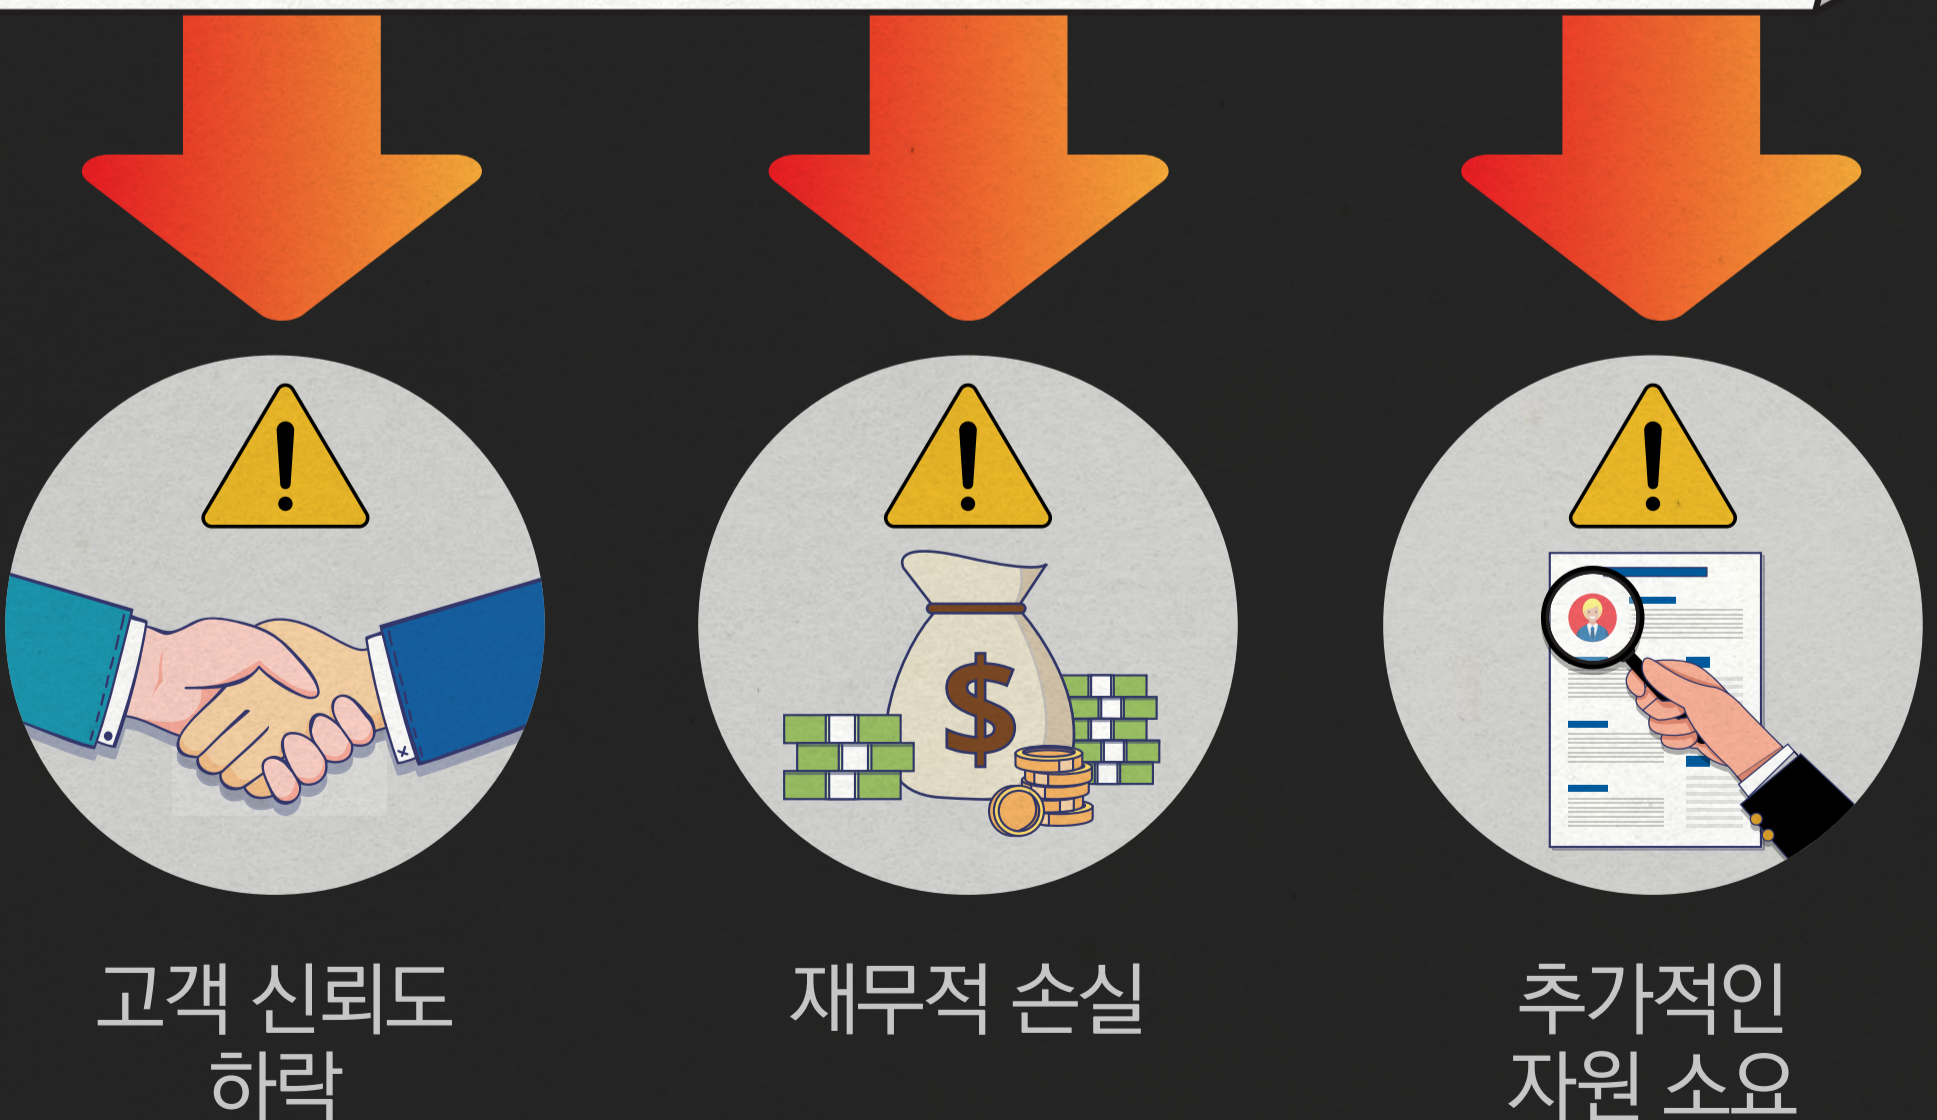 고객 신뢰도
하락
재무적 손실
추가적인
자원 소요
$